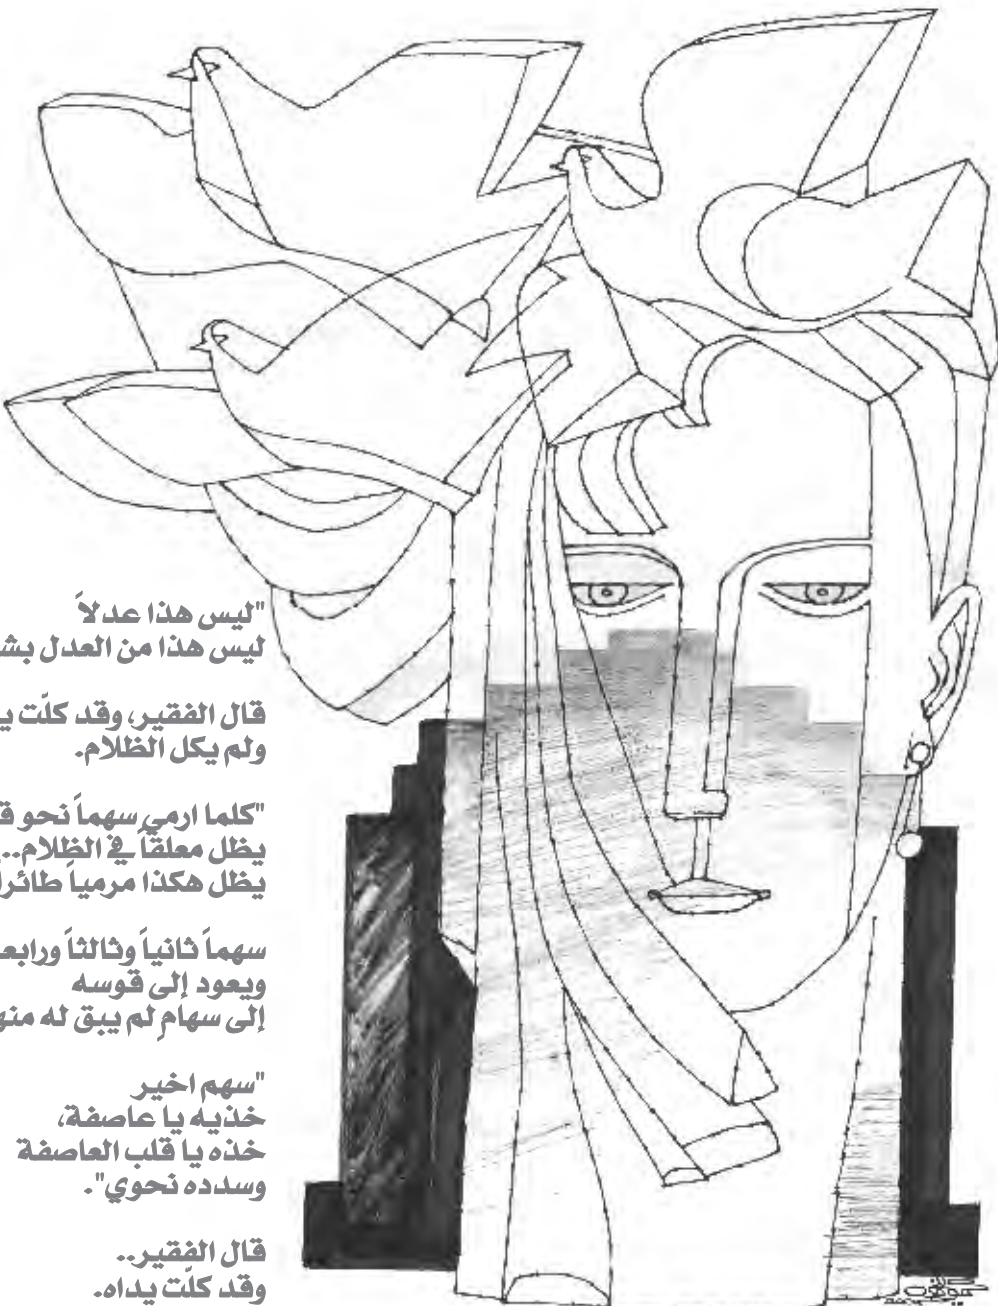 "ليس هذا عدلاً
ليس هذا من العدل بش
قال الفقير، وقد كلّت ي
ولم يكل الظلام.
"كلما ارمي سهماً نحو ق
يظل معلقاً في الظلام..
يظل هكذا مرمياً طائرا
سهماً ثانياً وثالثاً ورابع
ويعود إلى قوسه
إلى سهامٍ لم يبق له منه
"سهم اخير
خذيه يا عاصفة،
خذه يا قلب العاصفة
وسدده نحوي".
قال الفقير..
وقد كلّت يداه.